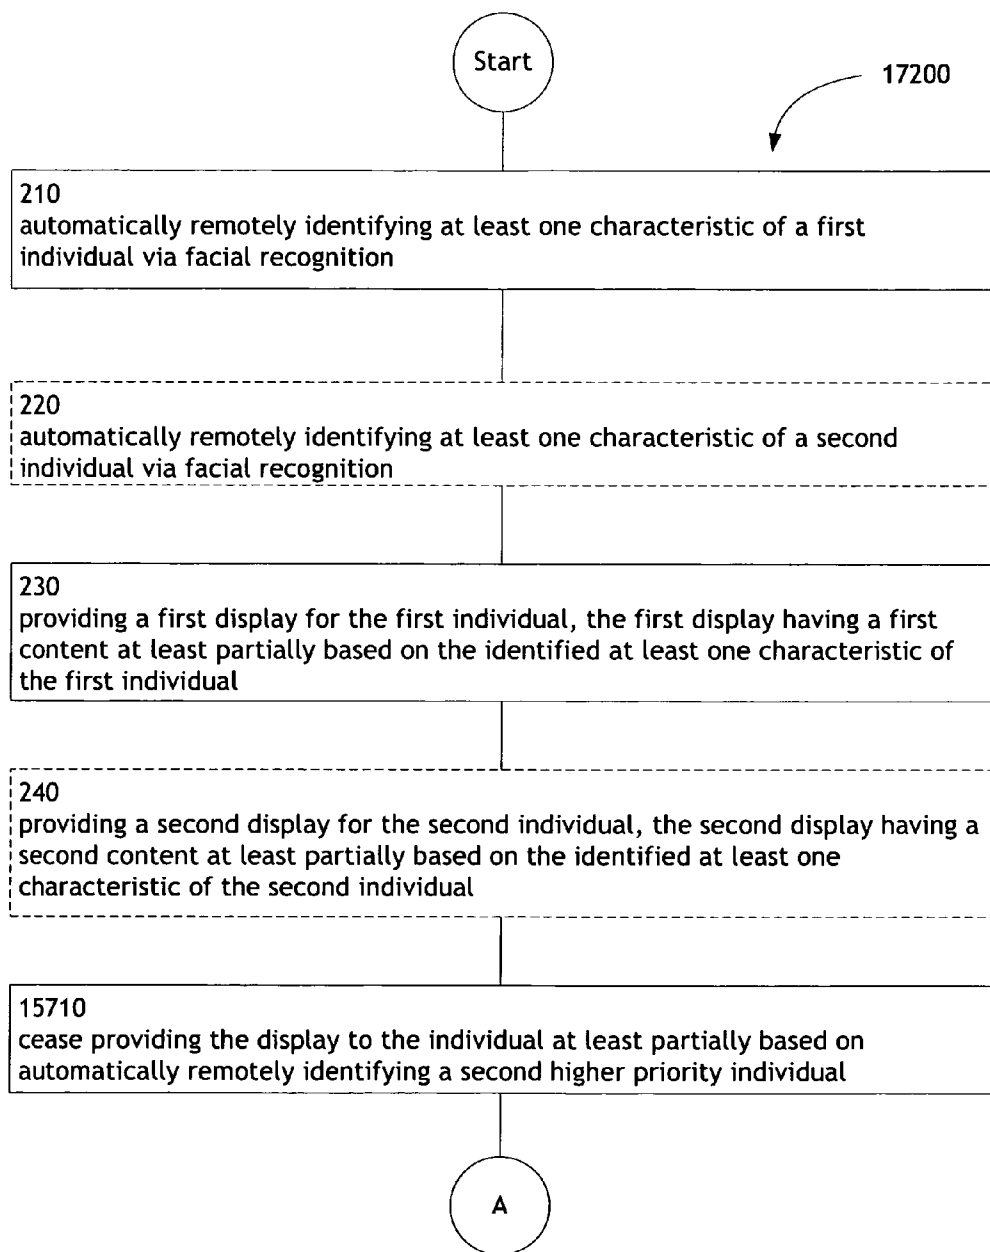 Start
17200
210
automatically remotely identifying at least one characteristic of a first
individual via facial recognition
220
automatically remotely identifying at least one characteristic of a second
individual via facial recognition
230
providing a first display for the first individual, the first display having a first
content at least partially based on the identified at least one characteristic of
the first individual
240
providing a second display for the second individual, the second display having a
second content at least partially based on the identified at least one
characteristic of the second individual
15710
cease providing the display to the individual at least partially based on
automatically remotely identifying a second higher priority individual
A